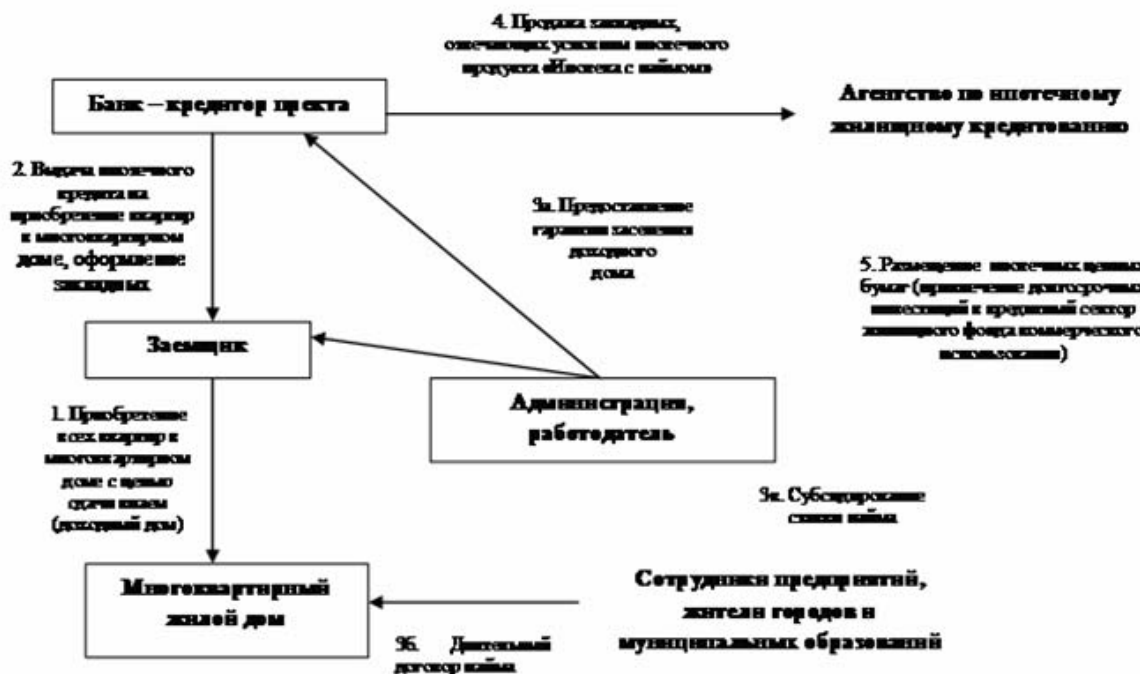 4. Продажа закладных,
отвечающих условиям ипотечного
продукта «Ипотека с наймом»
Банк – кредитор пректа
Агентство по ипотечному
жилищному кредитованию
2. Выдача ипотечного
кредита на
приобретение квартир
в многоквартирном
доме, оформление
закладных
3а. Предоставление
гарантии заселения
доходного
дома
5. Размещение ипотечных ценных
бумаг (привлечение долгосрочных
инвестиций в кредитный сектор
жилищного фонда коммерческого
использования)
Заемщик
Администрация,
работодатель
1. Приобретение
всех квартир в
многоквартирном
доме с целью
сдачи внаем
(доходный дом)
3в. Субсидирование
ставки найма
Многоквартирный
жилой дом
Сотрудники предприятий,
жители городов и
муниципальных образований
3б. Длительный
договор найма